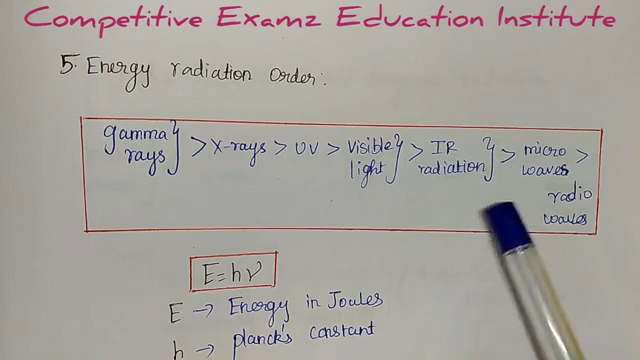 Competitive Examz Education Institute
5. Energy radiation Order:
gamma rays} > X-rays > UV > visible light} > IR radiation} > micro waves > radio waves
E=hν
E → Energy in Joules
h → planck's constant